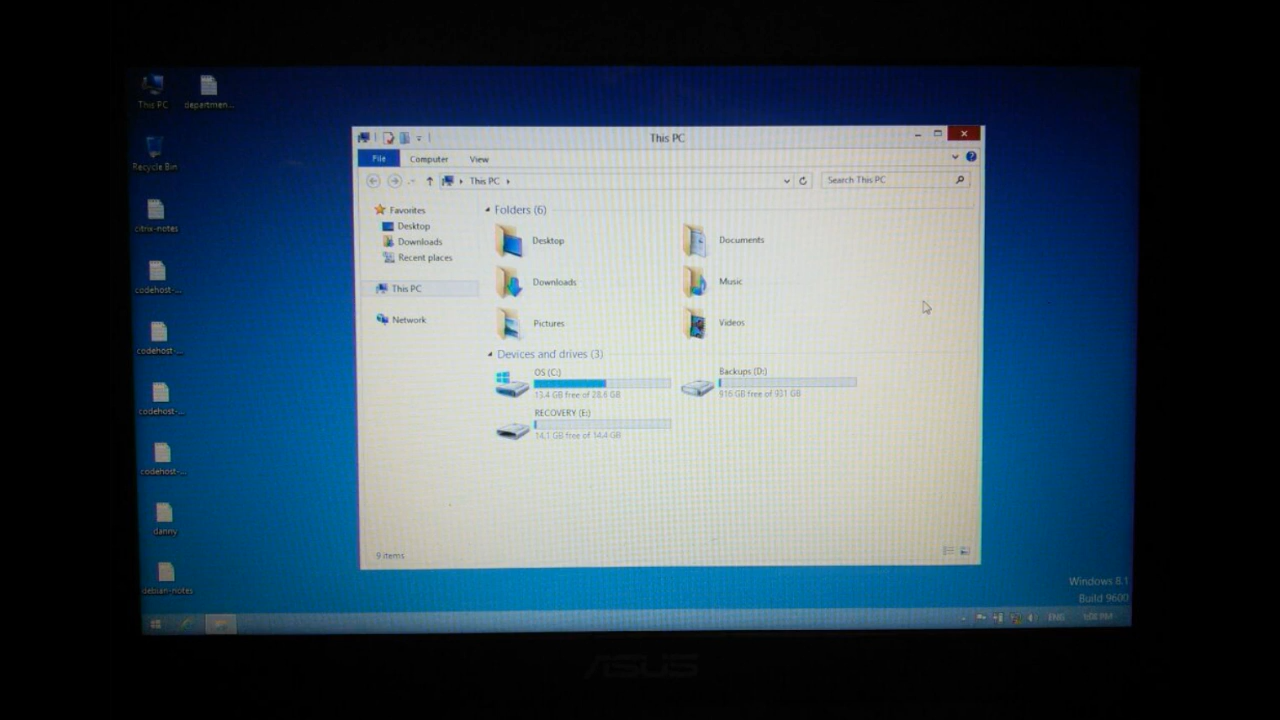 This PC
departmen...
Recycle Bin
citrix-notes
codehost-...
codehost-...
codehost-...
codehost-...
danny
debian-notes
This PC
File
Computer
View
This PC
Search This PC
Favorites
Desktop
Downloads
Recent places
This PC
Network
Folders (6)
Desktop
Documents
Downloads
Music
Pictures
Videos
Devices and drives (3)
OS (C:)
13.4 GB free of 28.6 GB
Backups (D:)
916 GB free of 931 GB
RECOVERY (E:)
14.1 GB free of 14.4 GB
9 items
Windows 8.1
Build 9600
ENG
ASUS